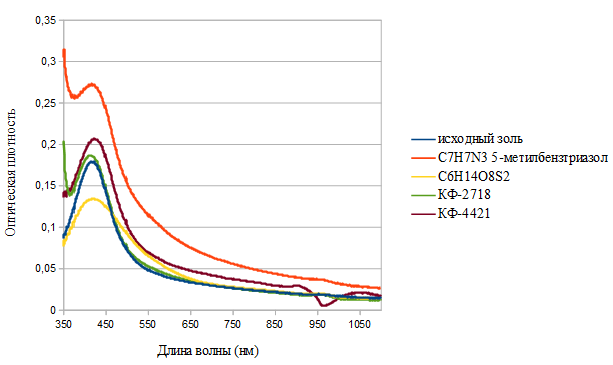 0,35
0,3
0,25
0,2
0,15
0,1
0,05
0
Оптическая плотность
350 450 550 650 750 850 950 1050
Длина волны (нм)
исходный золь
C7H7N3 5-метилбензтриазол
C6H14O8S2
КФ-2718
КФ-4421